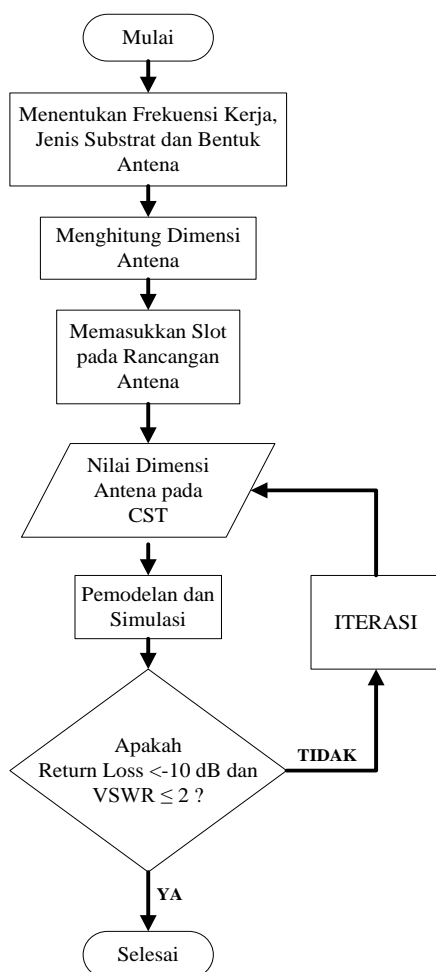 Mulai
Menentukan Frekuensi Kerja,
Jenis Substrat dan Bentuk
Antena
Menghitung Dimensi
Antena
Memasukkan Slot
pada Rancangan
Antena
Nilai Dimensi
Antena pada
CST
Pemodelan dan
Simulasi
ITERASI
Apakah
Return Loss <-10 dB dan
VSWR ≤ 2 ?
TIDAK
YA
Selesai